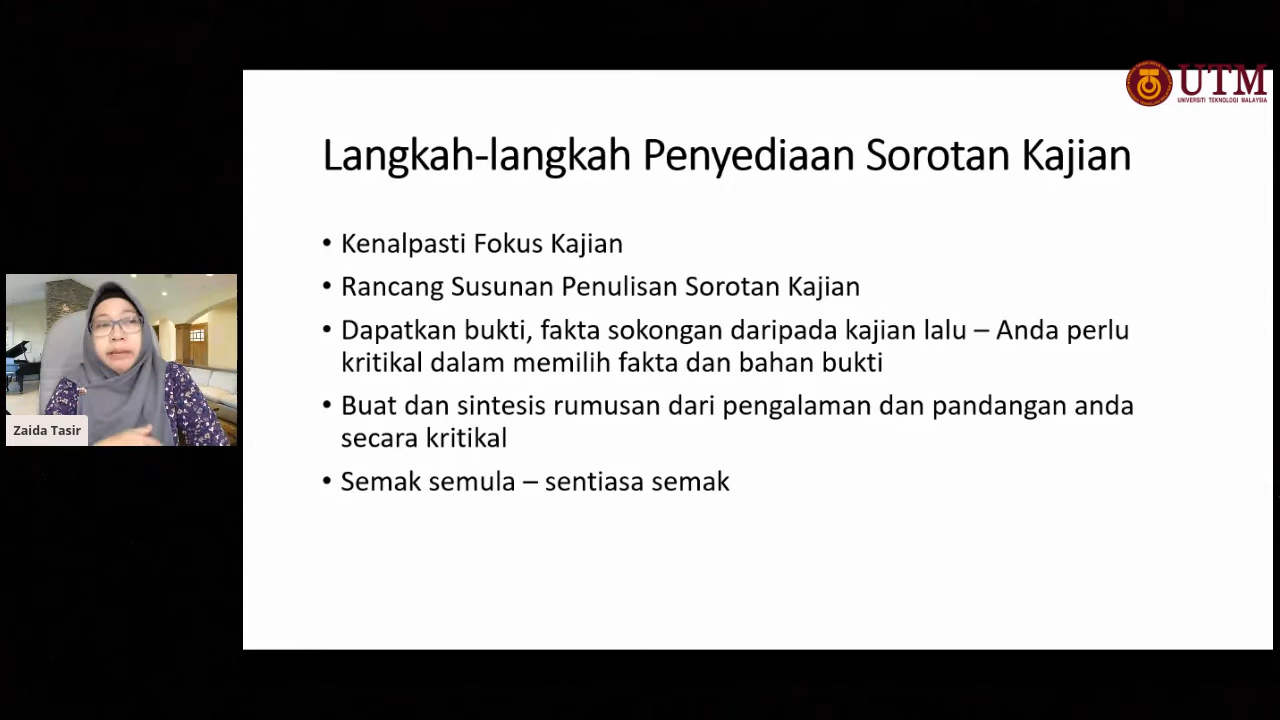 UTM
UNIVERSITI TEKNOLOGI MALAYSIA
Langkah-langkah Penyediaan Sorotan Kajian
• Kenalpasti Fokus Kajian
• Rancang Susunan Penulisan Sorotan Kajian
• Dapatkan bukti, fakta sokongan daripada kajian lalu – Anda perlu
kritikal dalam memilih fakta dan bahan bukti
• Buat dan sintesis rumusan dari pengalaman dan pandangan anda
secara kritikal
• Semak semula – sentiasa semak
Zaida Tasir